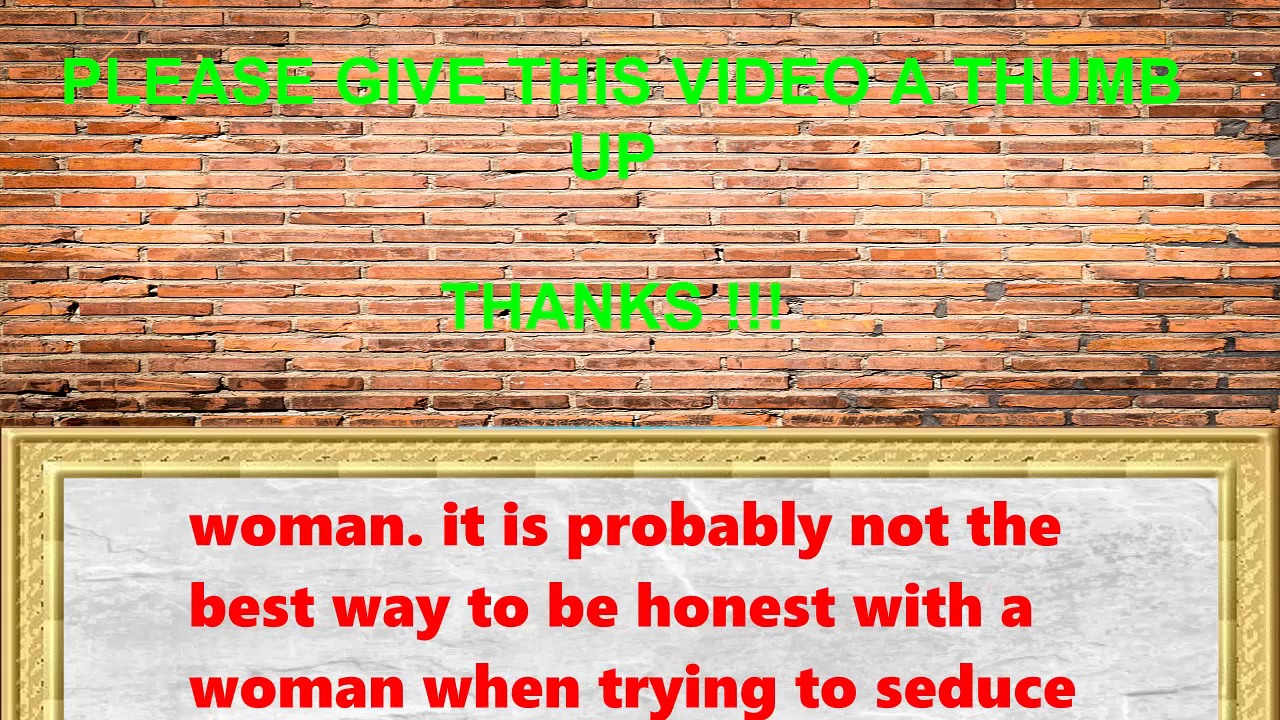 PLEASE GIVE THIS VIDEO A THUMB
UP
THANKS !!!
woman. it is probably not the
best way to be honest with a
woman when trying to seduce